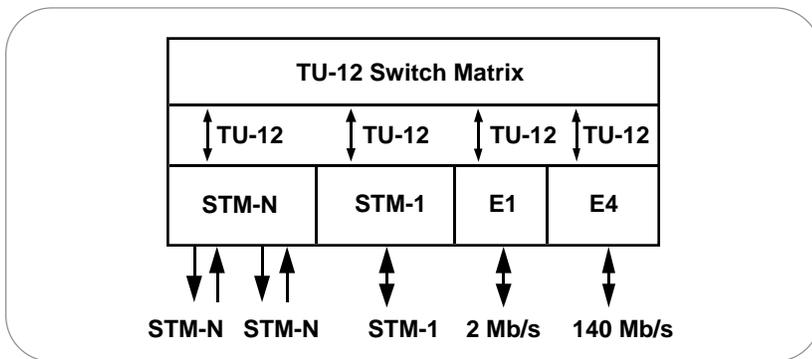 TU-12 Switch Matrix
TU-12 TU-12 TU-12 TU-12
STM-N STM-1 E1 E4
STM-N STM-N STM-1 2 Mb/s 140 Mb/s